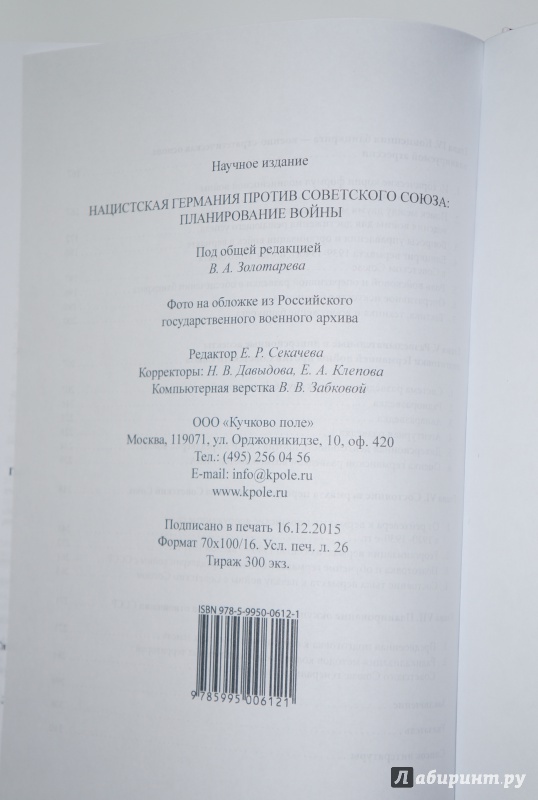 Научное издание
НАЦИСТСКАЯ ГЕРМАНИЯ ПРОТИВ СОВЕТСКОГО СОЮЗА:
ПЛАНИРОВАНИЕ ВОЙНЫ
Под общей редакцией
В. А. Золотарева
Фото на обложке из Российского
государственного военного архива
Редактор Е. Р. Секачева
Корректоры: Н. В. Давыдова, Е. А. Клепова
Компьютерная верстка В. В. Забковой
ООО «Кучково поле»
Москва, 119071, ул. Орджоникидзе, 10, оф. 420
Тел.: (495) 256 04 56
E-mail: info@kpole.ru
www.kpole.ru
Подписано в печать 16.12.2015
Формат 70х100/16. Усл. печ. л. 26
Тираж 300 экз.
ISBN 978-5-9950-0612-1
9 785995 006121
Лабиринт.ру